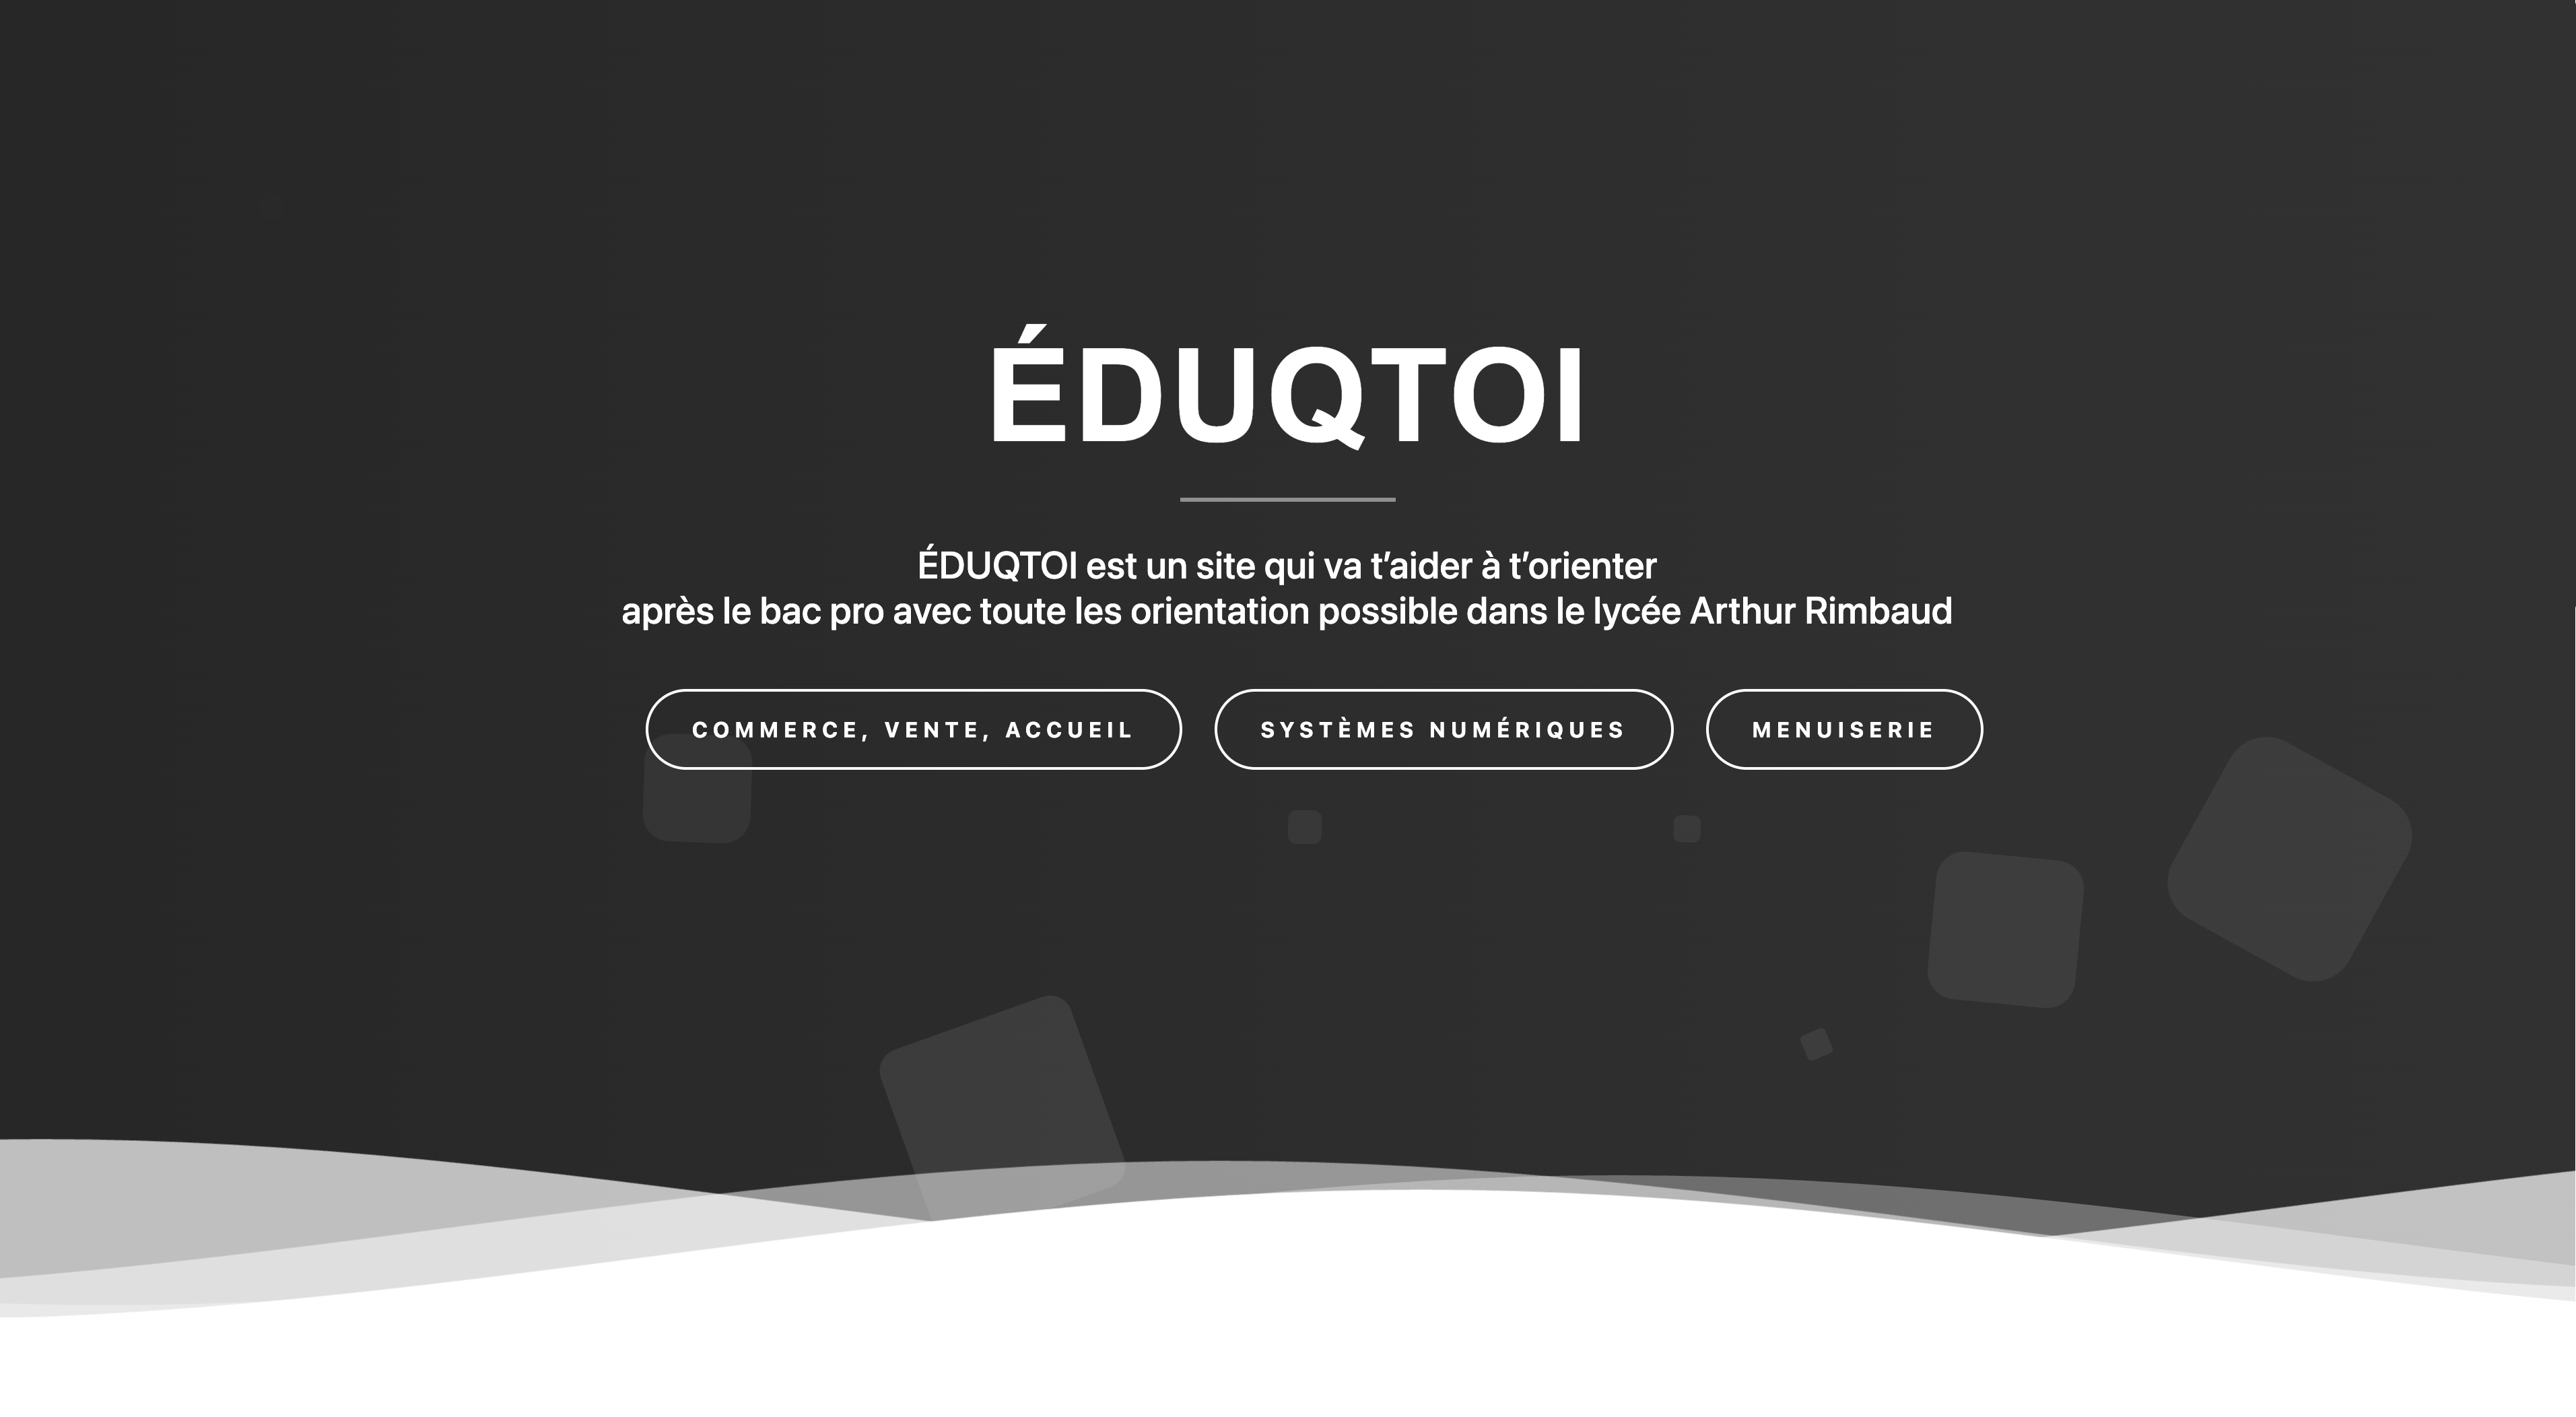 ÉDUQTOI
ÉDUQTOI est un site qui va t’aider à t’orienter
après le bac pro avec toute les orientation possible dans le lycée Arthur Rimbaud
COMMERCE, VENTE, ACCUEIL
SYSTÈMES NUMÉRIQUES
MENUISERIE